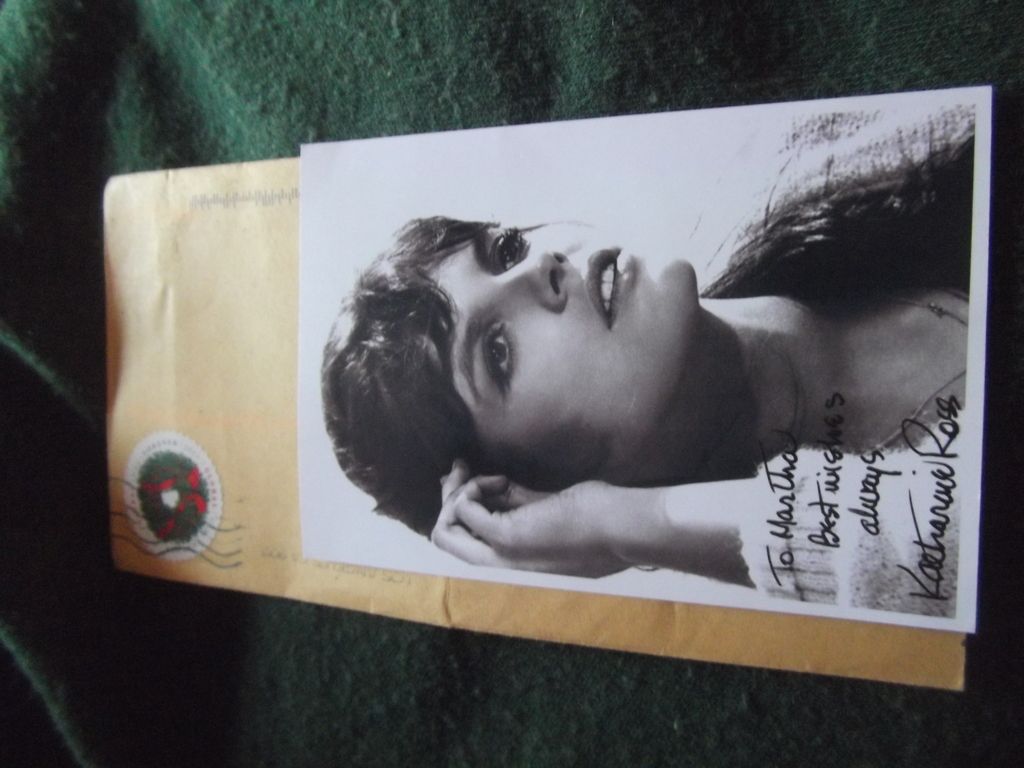 To Martha
Best wishes
always
Katharine Ross